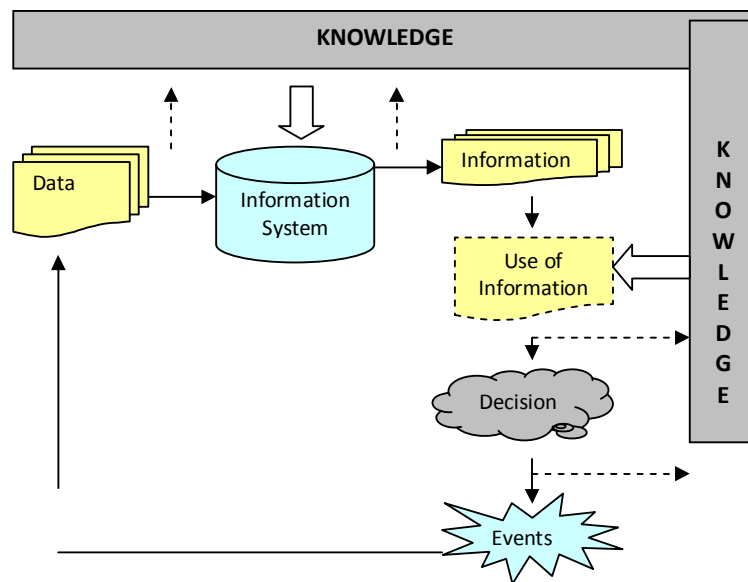 KNOWLEDGE
Data
Information
System
Information
Use of
Information
Decision
Events
K
N
O
W
L
E
D
G
E